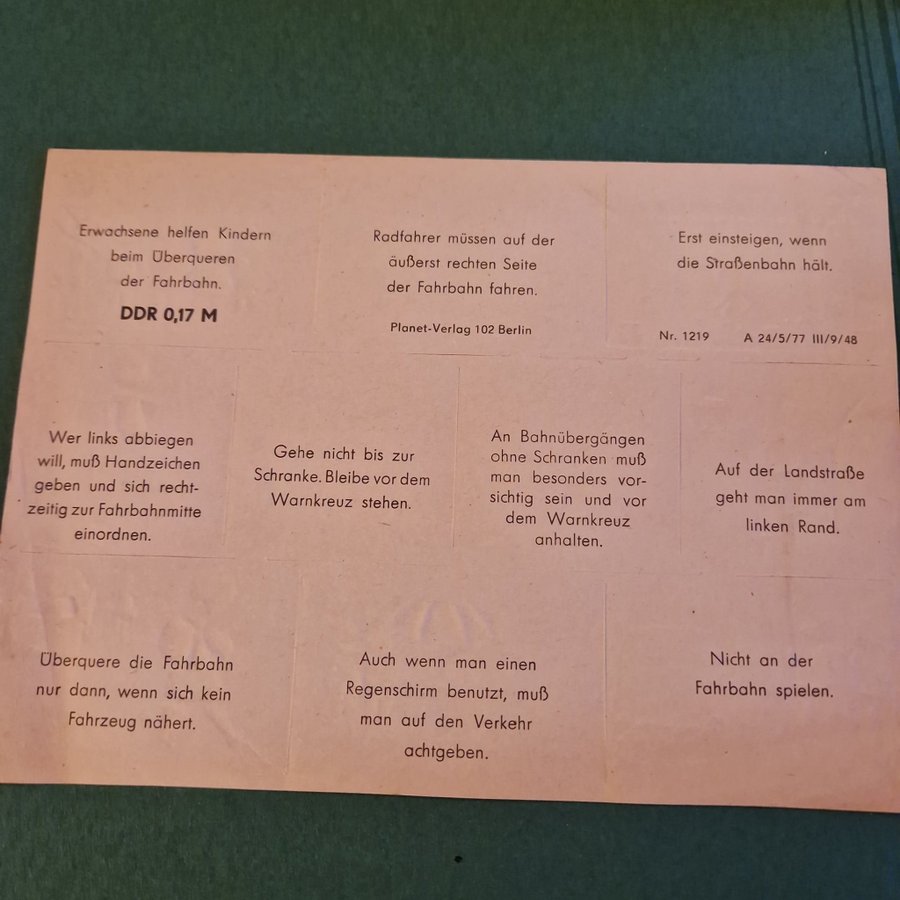 Erwachsene helfen Kindern
beim Überqueren
der Fahrbahn.
DDR 0,17 M
Radfahrer müssen auf der
äußerst rechten Seite
der Fahrbahn fahren.
Planet-Verlag 102 Berlin
Erst einsteigen, wenn
die Straßenbahn hält.
Nr. 1219 A 24/5/77 III/9/48
Wer links abbiegen
will, muß Handzeichen
geben und sich recht-
zeitig zur Fahrbahnmitte
einordnen.
Gehe nicht bis zur
Schranke. Bleibe vor dem
Warnkreuz stehen.
An Bahnübergängen
ohne Schranken muß
man besonders vor-
sichtig sein und vor
dem Warnkreuz
anhalten.
Auf der Landstraße
geht man immer am
linken Rand.
Überquere die Fahrbahn
nur dann, wenn sich kein
Fahrzeug nähert.
Auch wenn man einen
Regenschirm benutzt, muß
man auf den Verkehr
achtgeben.
Nicht an der
Fahrbahn spielen.